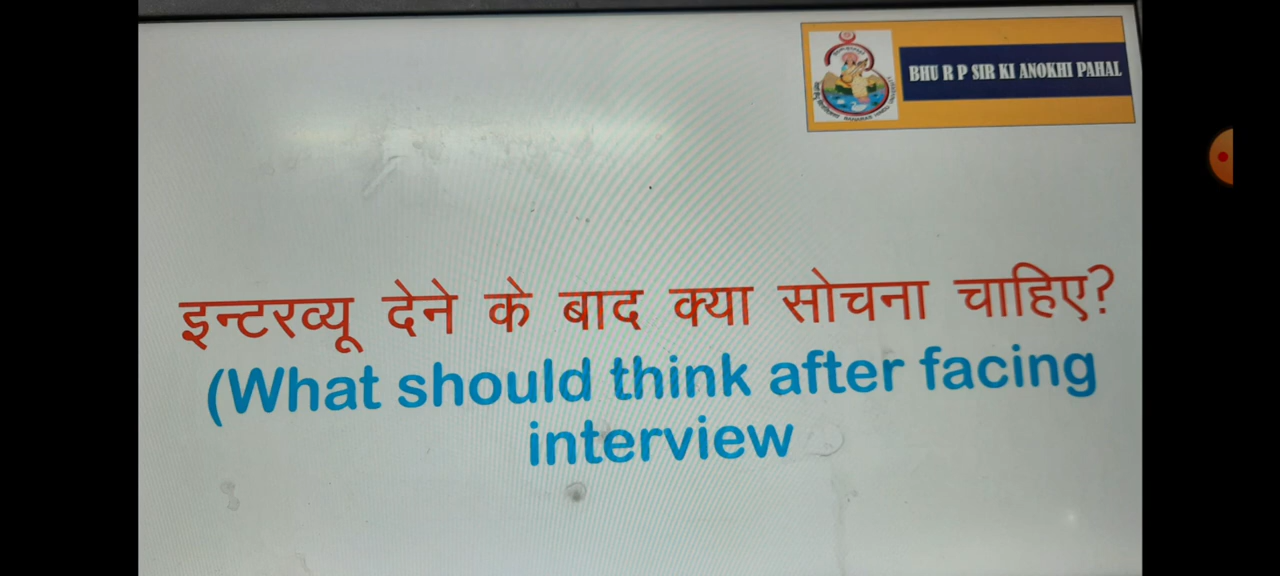 BHU R P SIR KI ANOKHI PAHAL
इन्टरव्यू देने के बाद क्या सोचना चाहिए?
(What should think after facing
interview